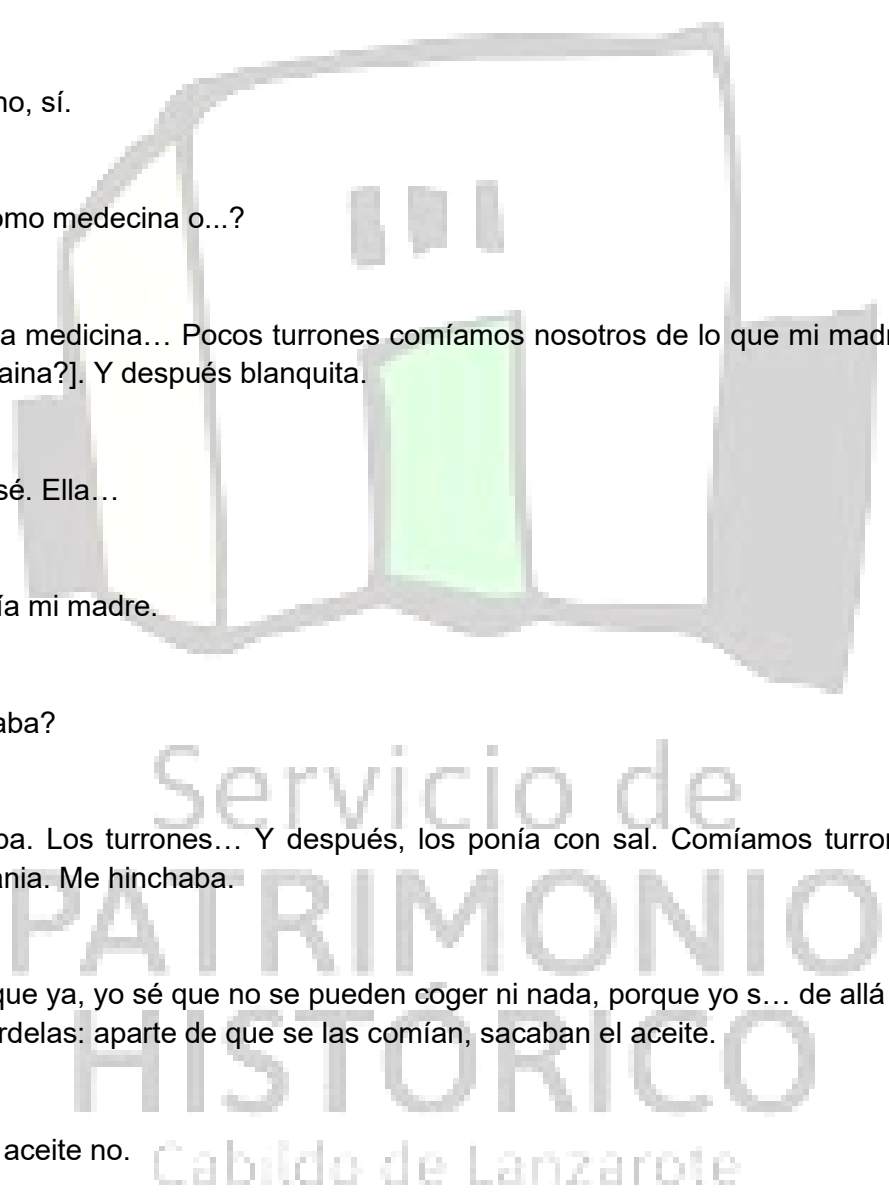 no, sí.
omo medecina o...?
a medicina… Pocos turrones comíamos nosotros de lo que mi madr
aina?]. Y después blanquita.
sé. Ella…
ía mi madre.
aba?
ba. Los turrones… Y después, los ponía con sal. Comíamos turror
ania. Me hinchaba.
que ya, yo sé que no se pueden coger ni nada, porque yo s… de allá
rdelas: aparte de que se las comían, sacaban el aceite.
aceite no.
Servicio de
PATRIMONIO
HISTÓRICO
Cabildo de Lanzarote